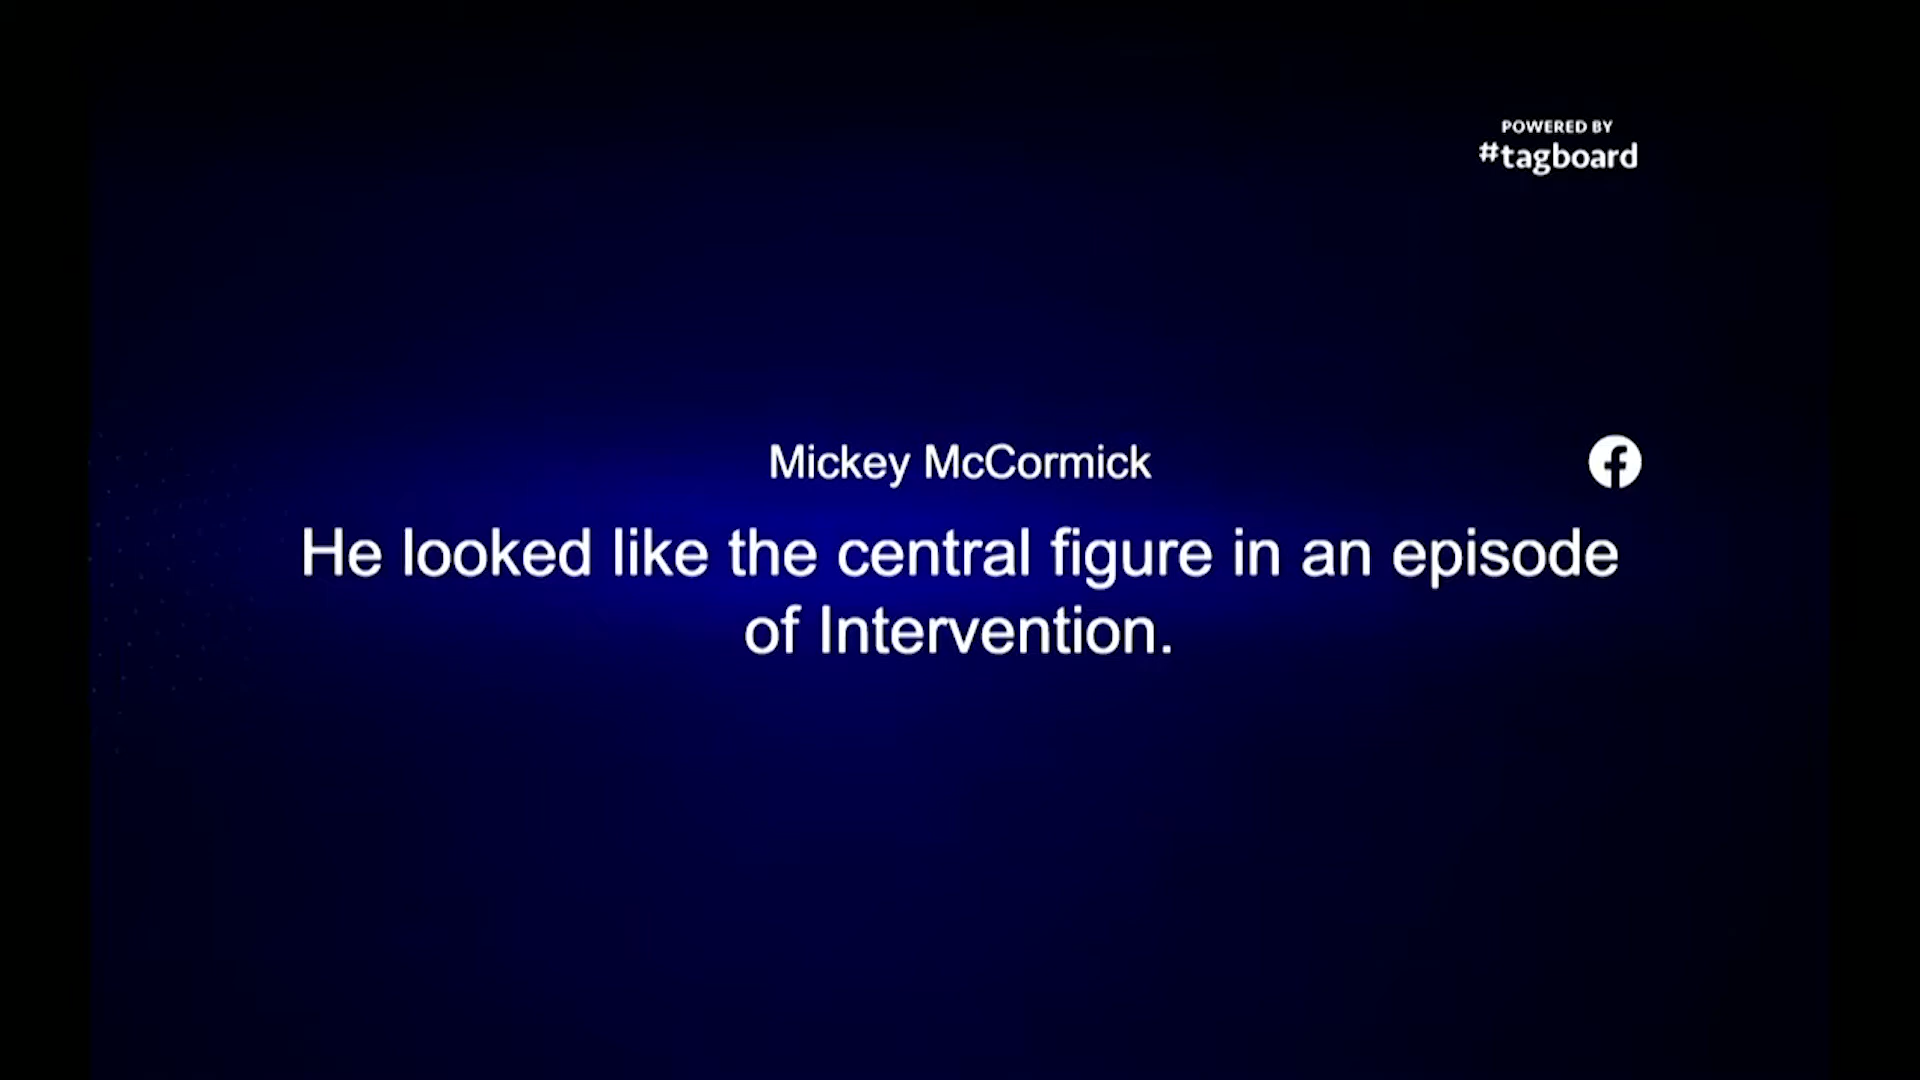 POWERED BY
#tagboard
Mickey McCormick
He looked like the central figure in an episode
of Intervention.